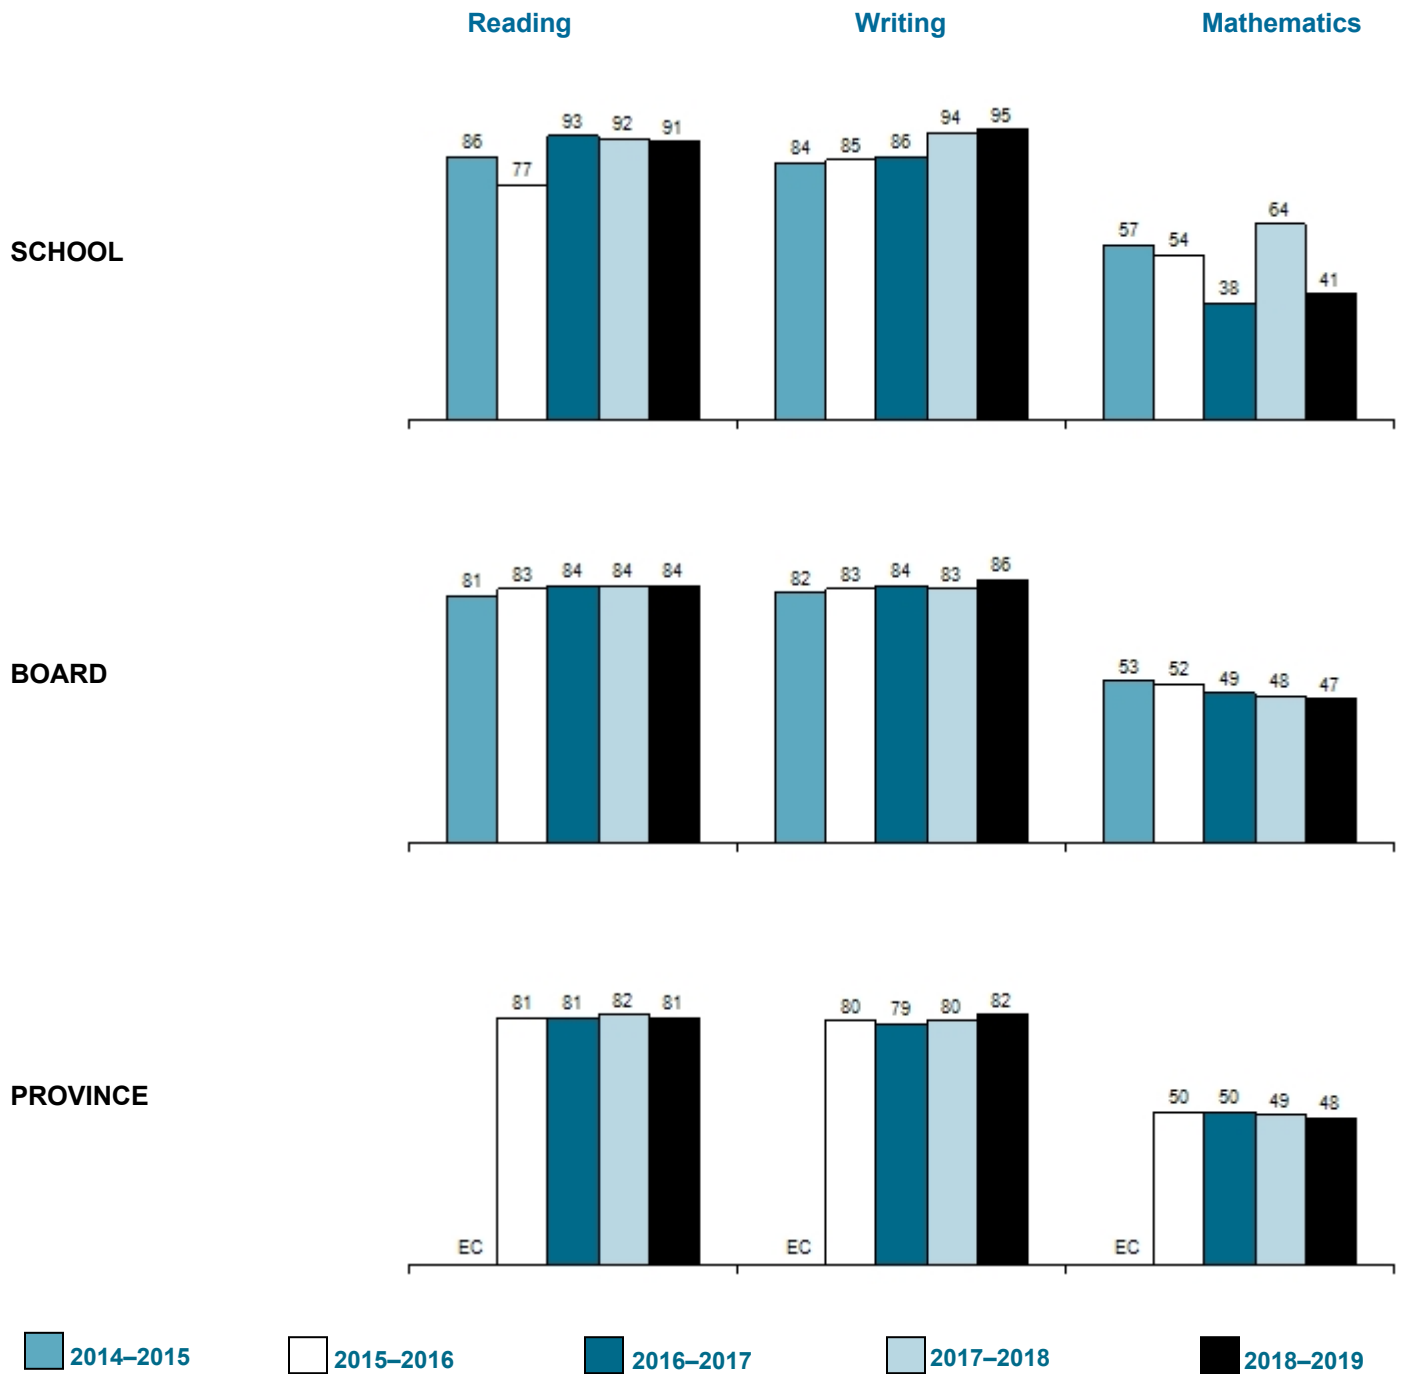 Reading Writing Mathematics
SCHOOL
86 77 93 92 91 84 85 86 94 95 57 54 38 64 41
BOARD
81 83 84 84 84 82 83 84 83 86 53 52 49 48 47
PROVINCE
EC 81 81 82 81 EC 80 79 80 82 EC 50 50 49 48
2014–2015 2015–2016 2016–2017 2017–2018 2018–2019